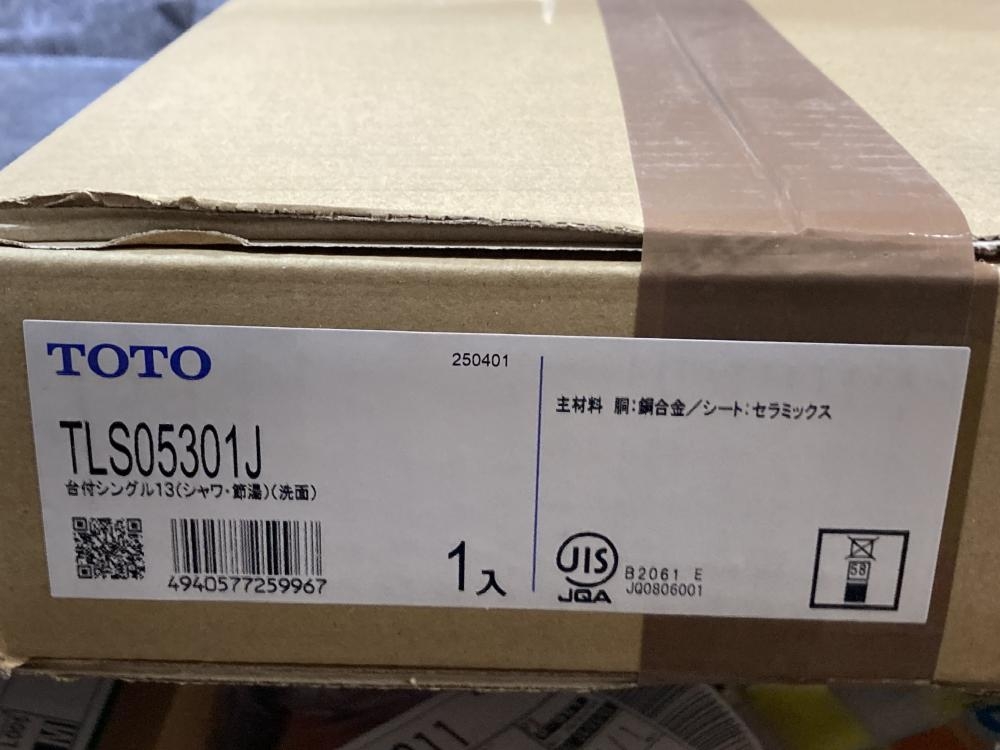 TOTO
250401
TLS05301J
台付シングル13(シャワ・節湯)(洗面)
4940577259967
1入
主材料 胴:銅合金/シート:セラミックス
JIS
JQA
B2061 E
JQ0806001
58